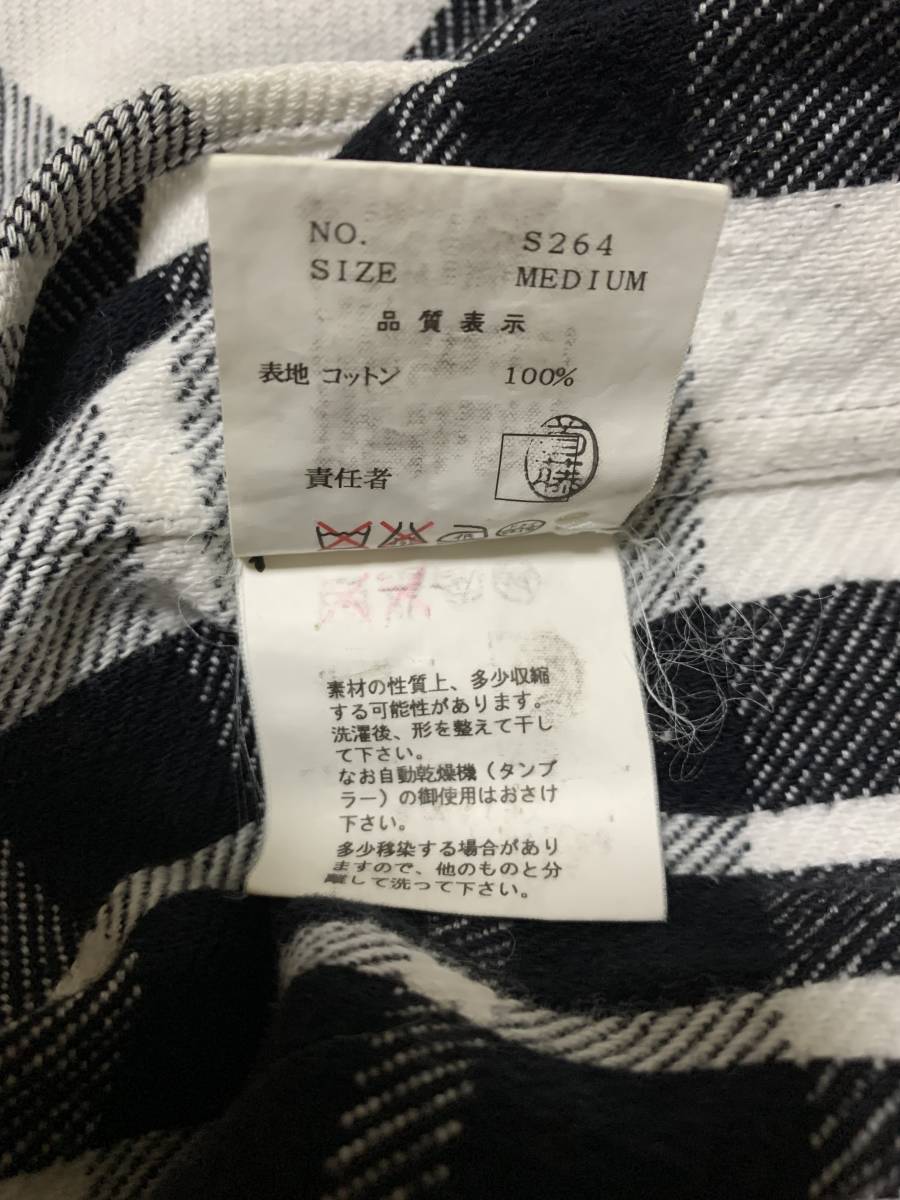 NO. S264
SIZE MEDIUM
品質表示
表地 コットン 100%
責任者
素材の性質上、多少収縮
する可能性があります。
洗濯後、形を整えて干し
て下さい。
なお自動乾燥機（タンブ
ラー）の御使用はおさけ
下さい。
多少移染する場合があり
ますので、他のものと分
離して洗って下さい。